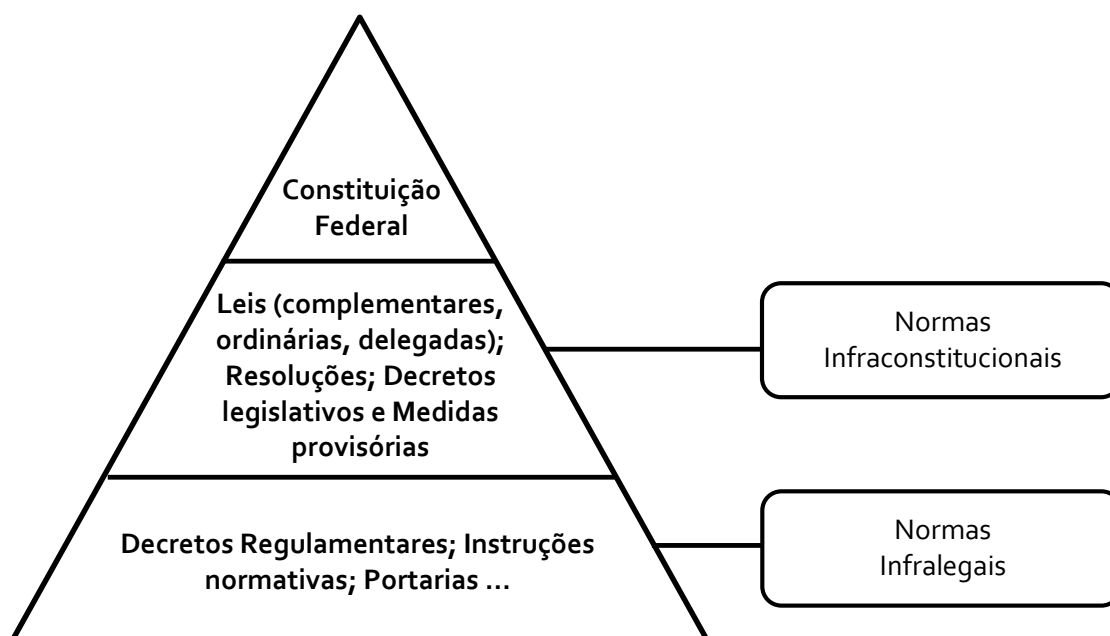 Constituição
Federal
Leis (complementares,
ordinárias, delegadas);
Resoluções; Decretos
legislativos e Medidas
provisórias
Normas
Infraconstitucionais
Decretos Regulamentares; Instruções
normativas; Portarias ...
Normas
Infralegais